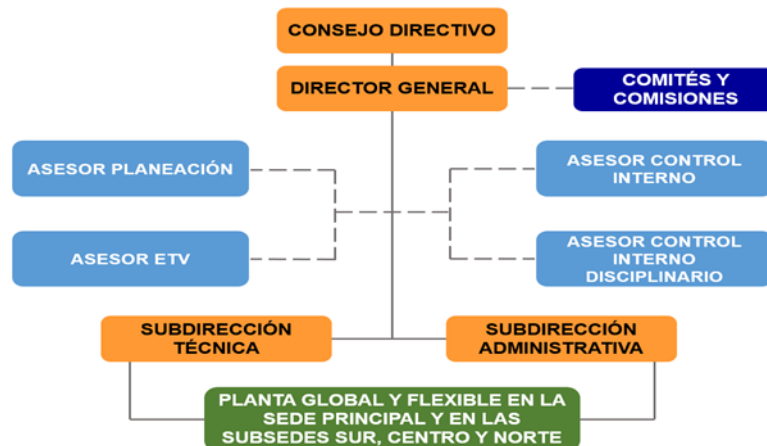 CONSEJO DIRECTIVO
DIRECTOR GENERAL
COMITÉS Y
COMISIONES
ASESOR PLANEACIÓN
ASESOR CONTROL
INTERNO
ASESOR ETV
ASESOR CONTROL
INTERNO
DISCIPLINARIO
SUBDIRECCIÓN
TÉCNICA
SUBDIRECCIÓN
ADMINISTRATIVA
PLANTA GLOBAL Y FLEXIBLE EN LA
SEDE PRINCIPAL Y EN LAS
SUBSEDES SUR, CENTRO Y NORTE